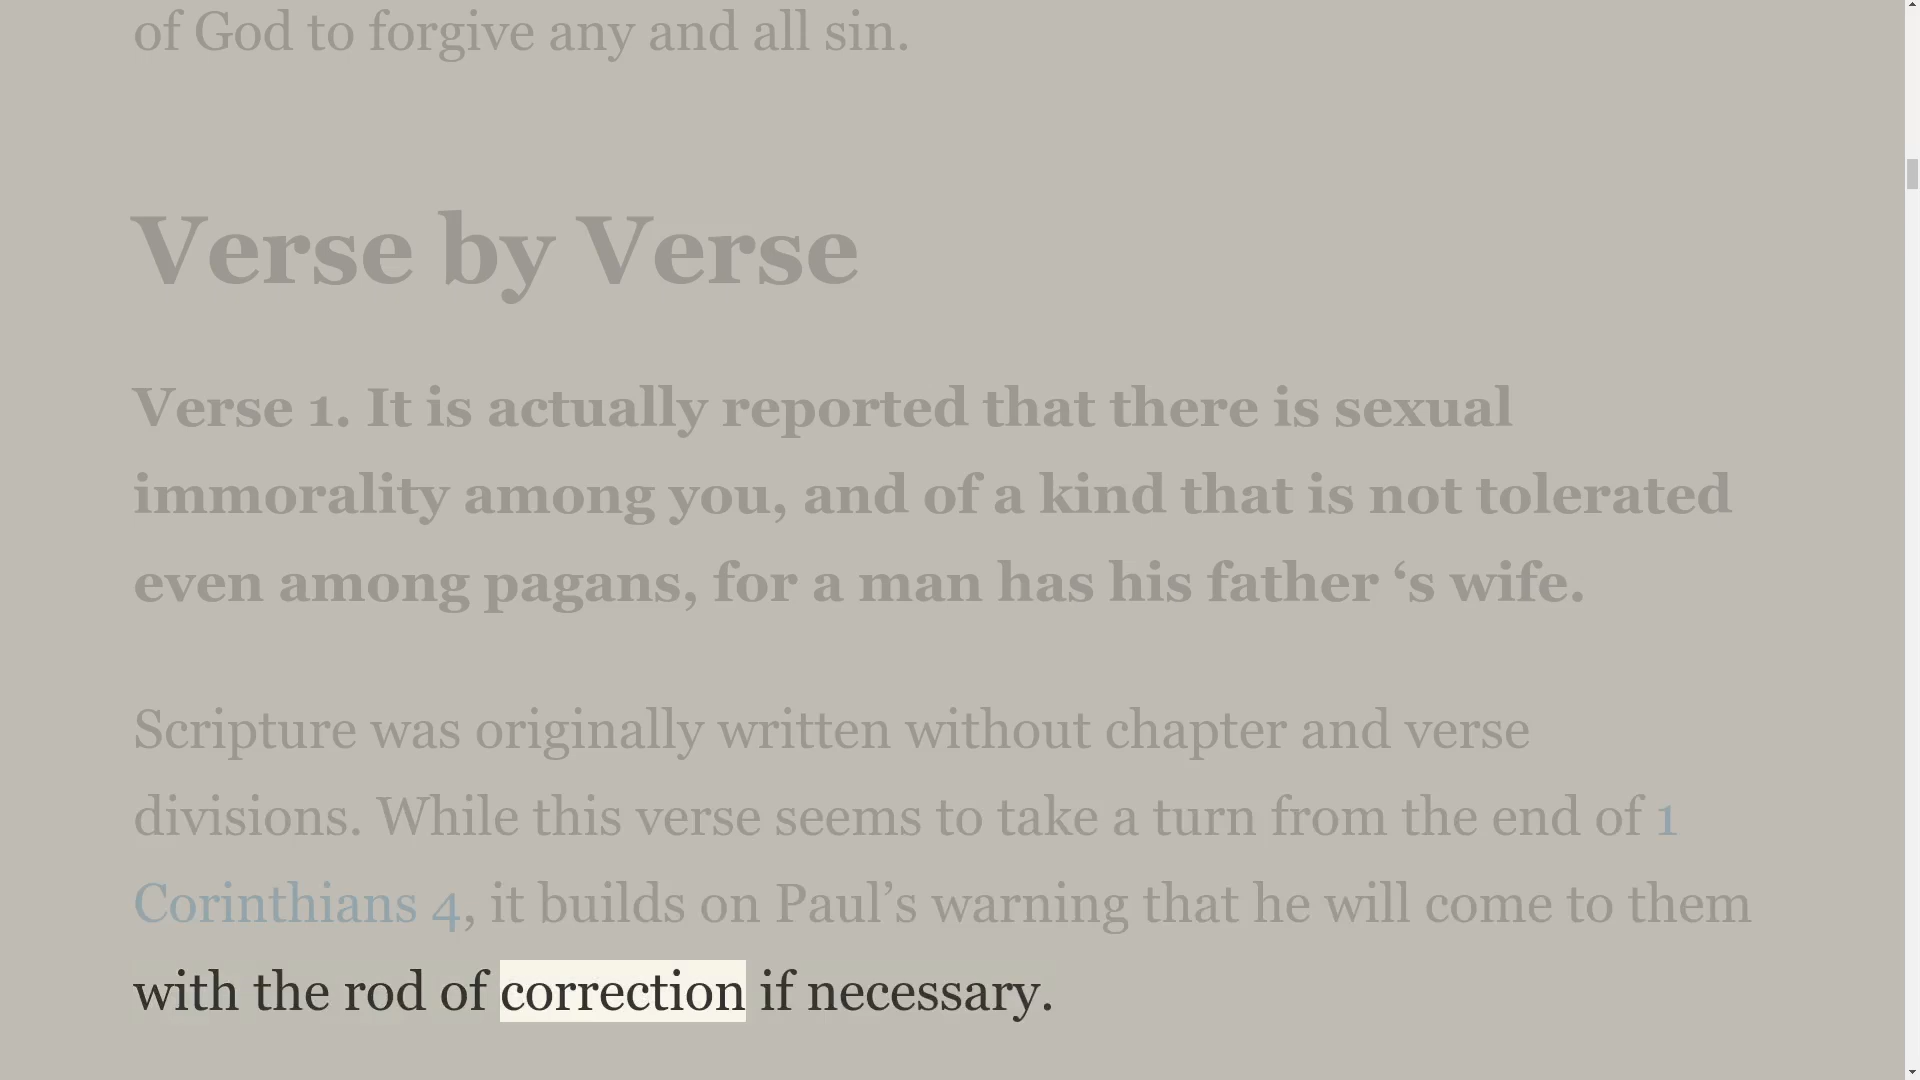 of God to forgive any and all sin.
Verse by Verse
Verse 1. It is actually reported that there is sexual
immorality among you, and of a kind that is not tolerated
even among pagans, for a man has his father ‘s wife.
Scripture was originally written without chapter and verse
divisions. While this verse seems to take a turn from the end of 1
Corinthians 4, it builds on Paul’s warning that he will come to them
with the rod of correction if necessary.